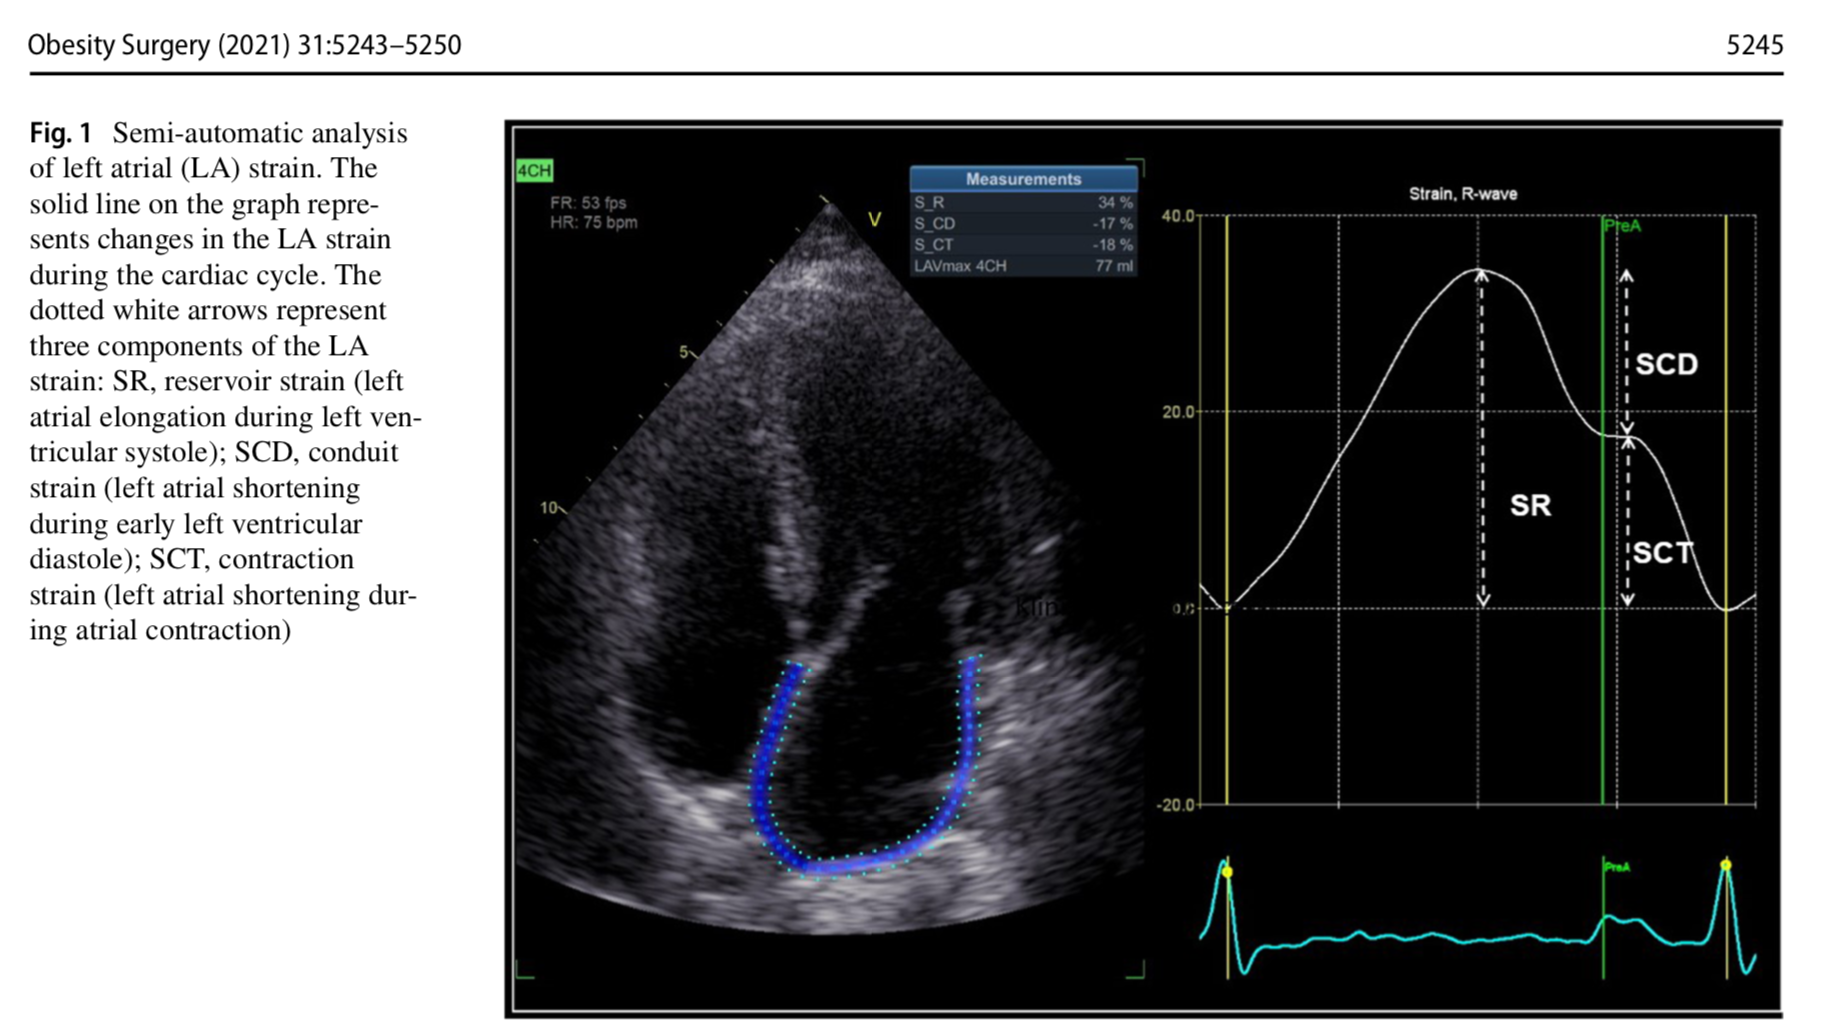 Obesity Surgery (2021) 31:5243–5250 5245
Fig. 1 Semi-automatic analysis
of left atrial (LA) strain. The
solid line on the graph repre-
sents changes in the LA strain
during the cardiac cycle. The
dotted white arrows represent
three components of the LA
strain: SR, reservoir strain (left
atrial elongation during left ven-
tricular systole); SCD, conduit
strain (left atrial shortening
during early left ventricular
diastole); SCT, contraction
strain (left atrial shortening dur-
ing atrial contraction)
4CH
FR: 53 fps
HR: 75 bpm
V
Measurements
S_R 34 %
S_CD -17 %
S_CT -18 %
LAVmax 4CH 77 ml
5
10
Klin
Strain, R-wave
40.0
PreA
SCD
20.0
SR
SCT
0.0
-20.0
PreA